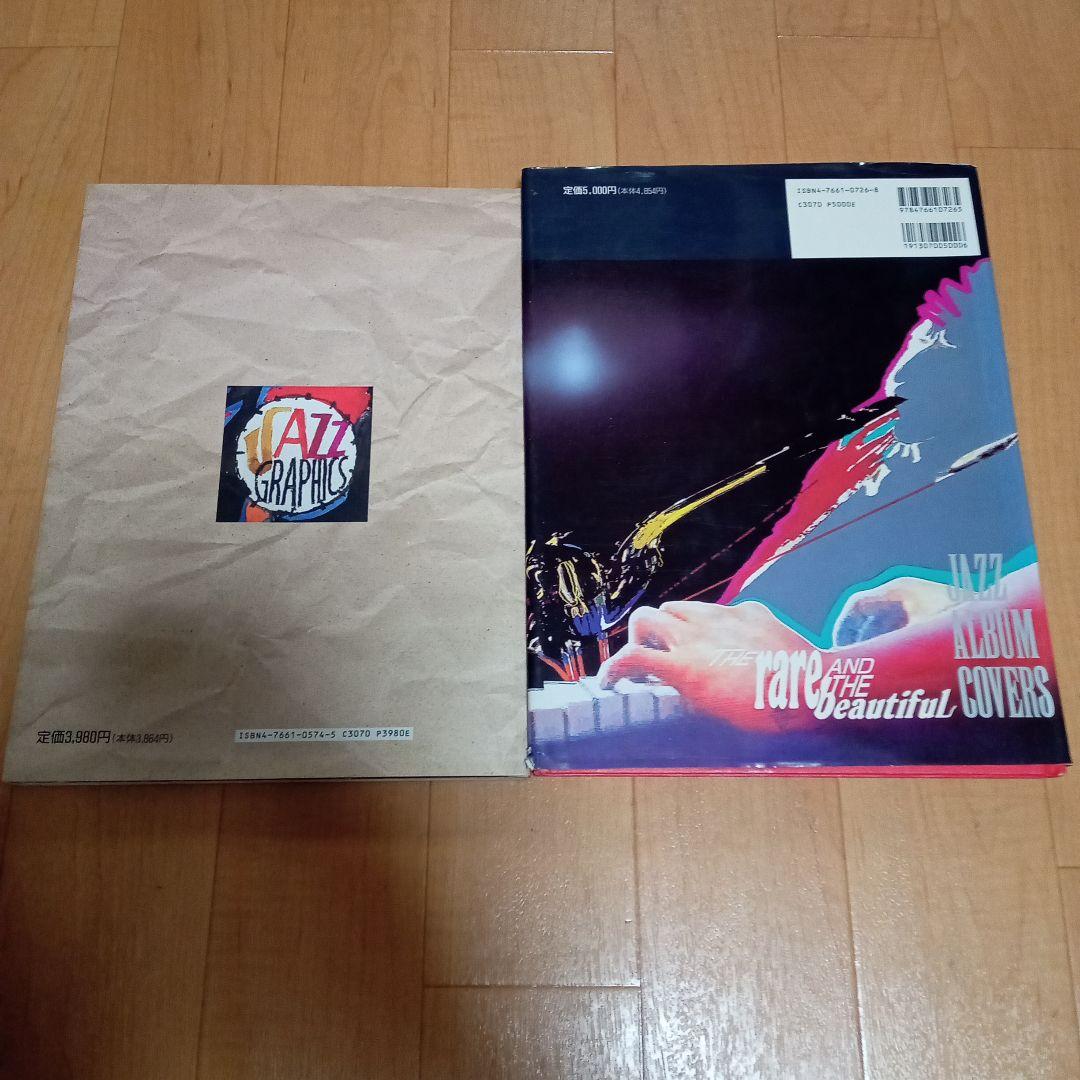 JAZZ
GRAPHICS
定価3,980円(本体3,864円)
ISBN4-7661-0574-5 C3070 P3980E
定価5,000円(本体4,854円)
ISBN4-7661-0726-8
C3070 P5000E
9784766107265
1913070050006
THE rare AND THE beautiful
JAZZ
ALBUM
COVERS